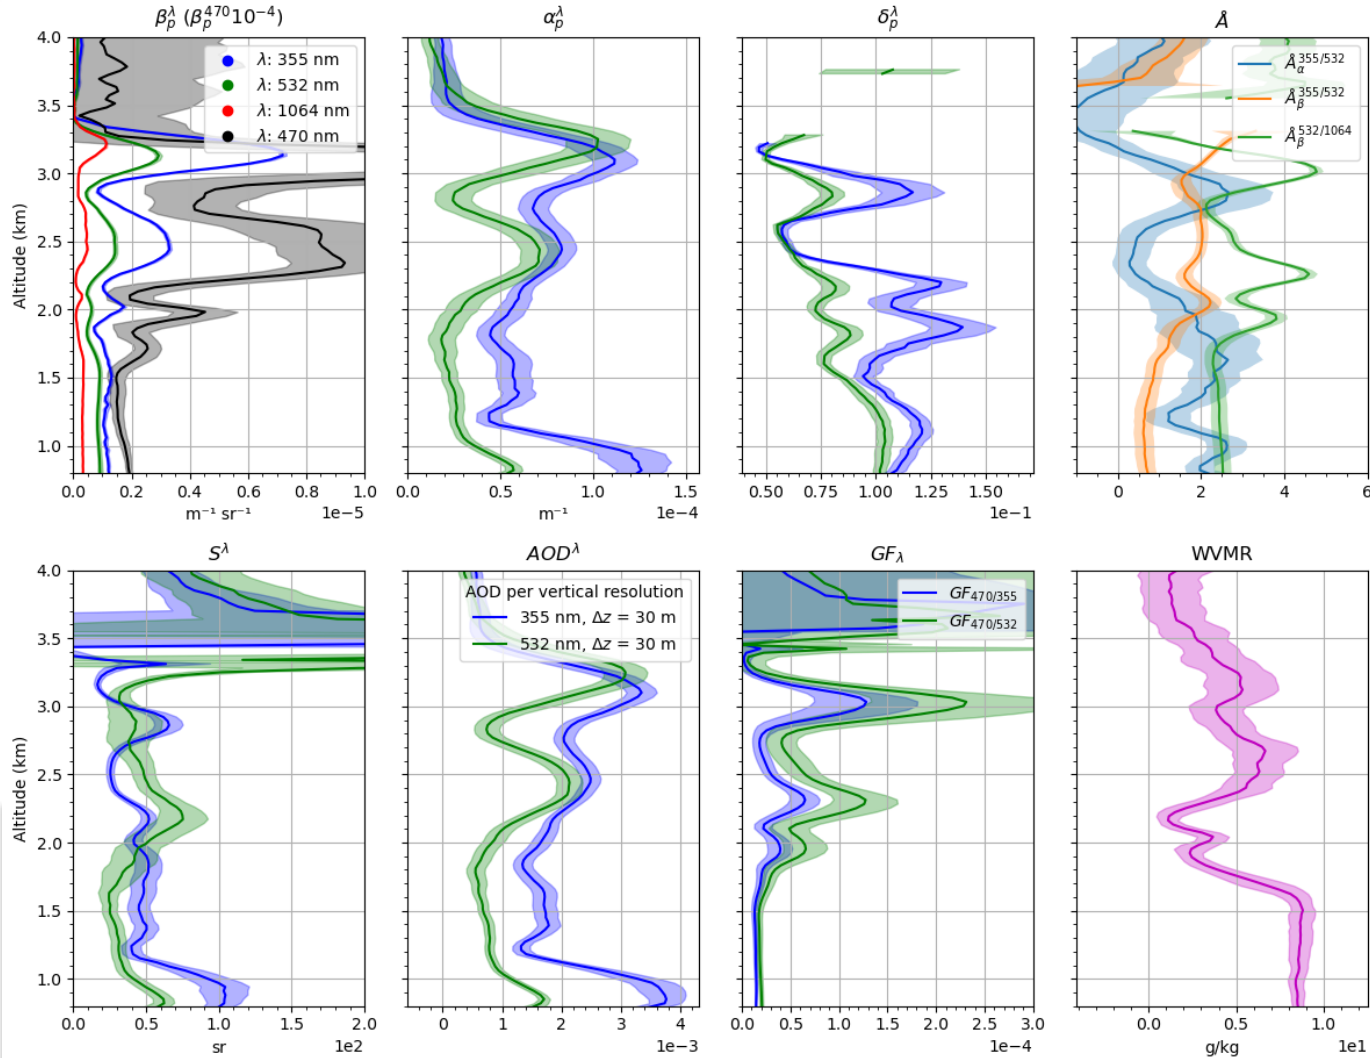 β_p^λ (β_p^470 10^−4)
4.0
3.5
3.0
2.5
2.0
1.5
1.0
Altitude (km)
λ: 355 nm
λ: 532 nm
λ: 1064 nm
λ: 470 nm
0.0 0.2 0.4 0.6 0.8 1.0
m⁻¹ sr⁻¹ 1e−5
α_p^λ
0.0 0.5 1.0 1.5
m⁻¹ 1e−4
δ_p^λ
0.50 0.75 1.00 1.25 1.50
1e−1
Å
Å_α^355/532
Å_β^355/532
Å_β^532/1064
0 2 4 6
S^λ
4.0
3.5
3.0
2.5
2.0
1.5
1.0
Altitude (km)
0.0 0.5 1.0 1.5 2.0
sr 1e2
AOD^λ
AOD per vertical resolution
355 nm, Δz = 30 m
532 nm, Δz = 30 m
0 1 2 3 4
m 1e−3
GF_λ
GF_470/355
GF_470/532
0.0 0.5 1.0 1.5 2.0 2.5 3.0
1e−4
WVMR
0.0 0.5 1.0
g/kg 1e1